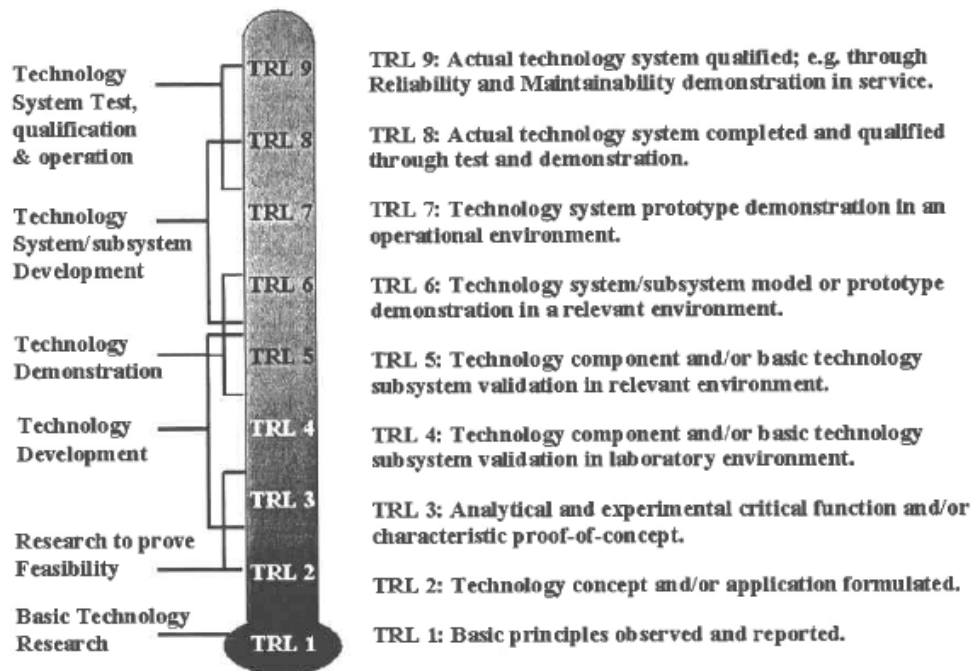 Technology
System Test,
qualification
& operation
Technology
System/subsystem
Development
Technology
Demonstration
Technology
Development
Research to prove
Feasibility
Basic Technology
Research
TRL 9
TRL 8
TRL 7
TRL 6
TRL 5
TRL 4
TRL 3
TRL 2
TRL 1
TRL 9: Actual technology system qualified; e.g. through
Reliability and Maintainability demonstration in service.
TRL 8: Actual technology system completed and qualified
through test and demonstration.
TRL 7: Technology system prototype demonstration in an
operational environment.
TRL 6: Technology system/subsystem model or prototype
demonstration in a relevant environment.
TRL 5: Technology component and/or basic technology
subsystem validation in relevant environment.
TRL 4: Technology component and/or basic technology
subsystem validation in laboratory environment.
TRL 3: Analytical and experimental critical function and/or
characteristic proof-of-concept.
TRL 2: Technology concept and/or application formulated.
TRL 1: Basic principles observed and reported.